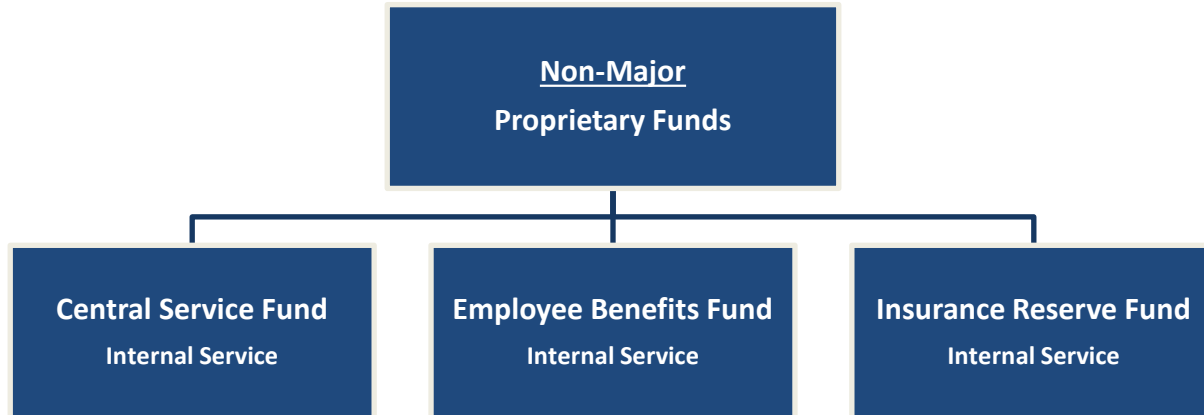 Non-Major
Proprietary Funds
Central Service Fund
Internal Service
Employee Benefits Fund
Internal Service
Insurance Reserve Fund
Internal Service